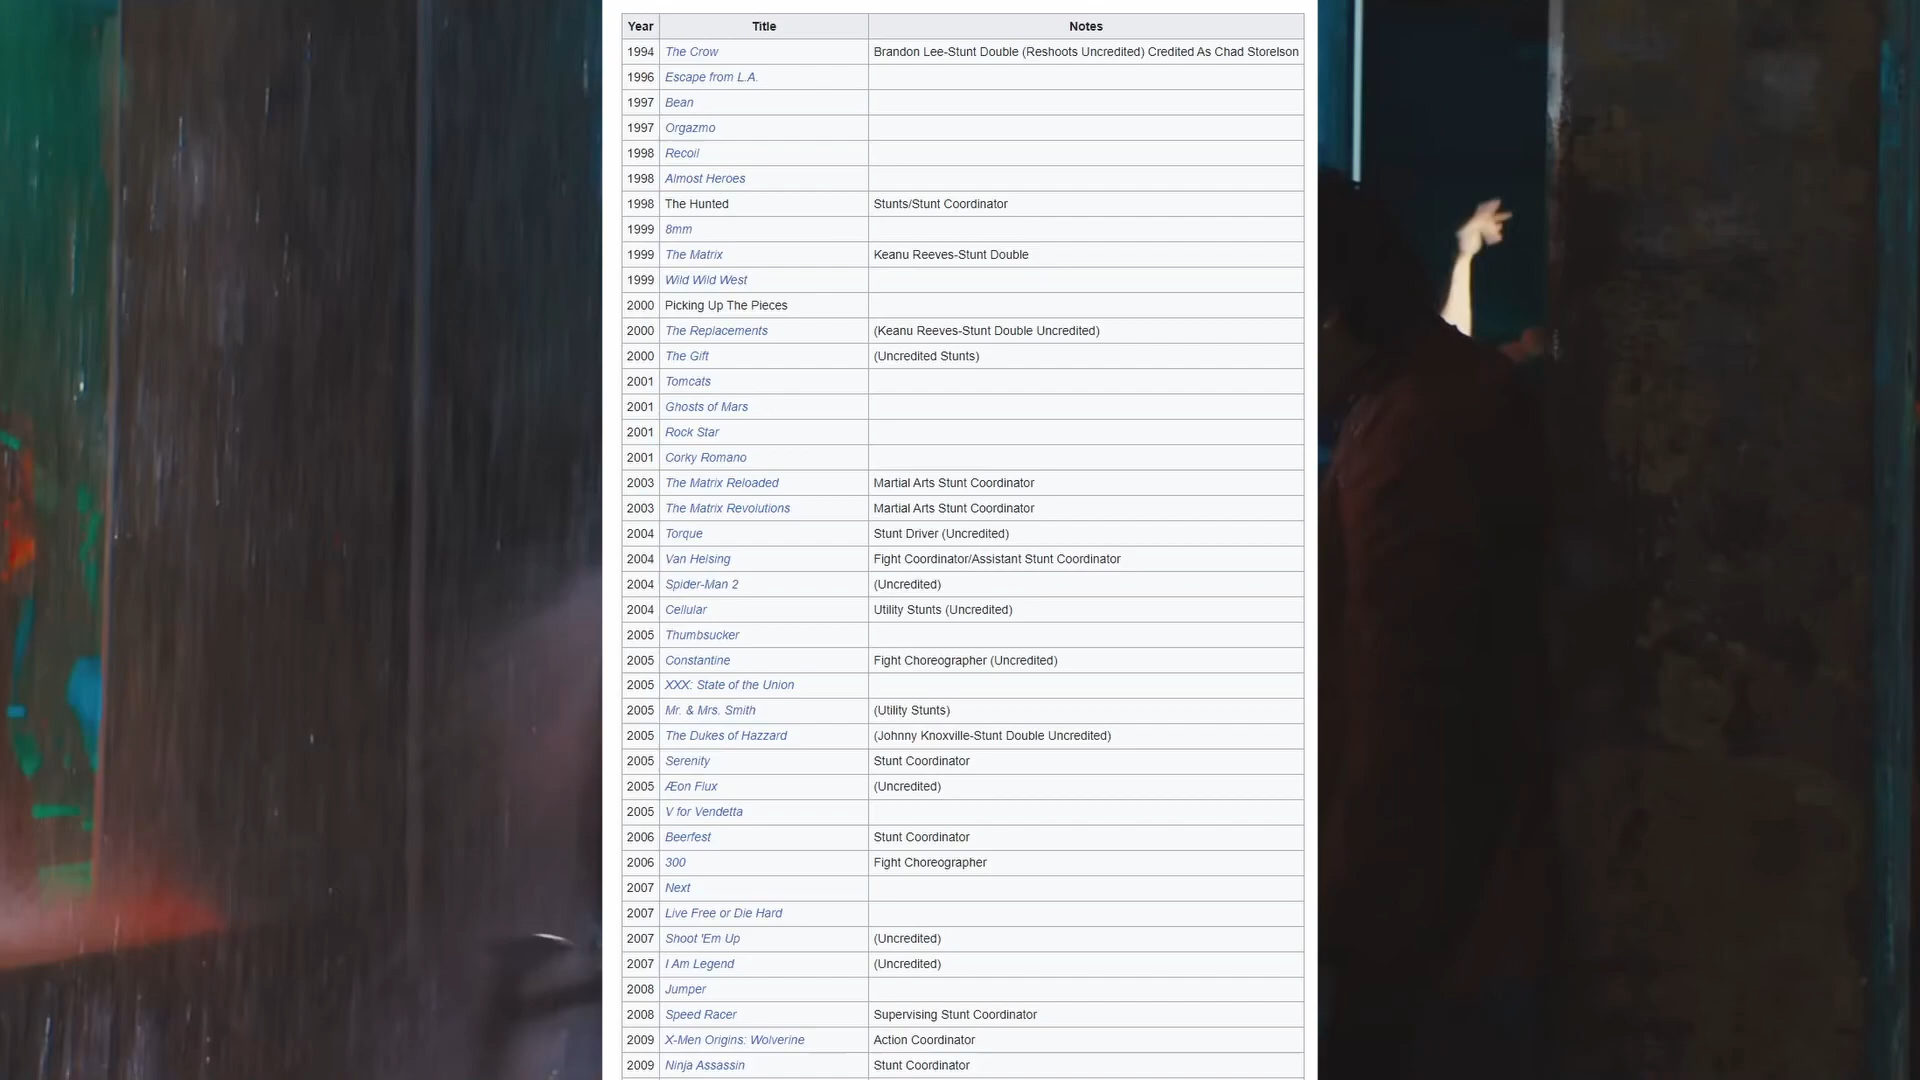 Year Title Notes
1994 The Crow Brandon Lee-Stunt Double (Reshoots Uncredited) Credited As Chad Storelson
1996 Escape from L.A.
1997 Bean
1997 Orgazmo
1998 Recoil
1998 Almost Heroes
1998 The Hunted Stunts/Stunt Coordinator
1999 8mm
1999 The Matrix Keanu Reeves-Stunt Double
1999 Wild Wild West
2000 Picking Up The Pieces
2000 The Replacements (Keanu Reeves-Stunt Double Uncredited)
2000 The Gift (Uncredited Stunts)
2001 Tomcats
2001 Ghosts of Mars
2001 Rock Star
2001 Corky Romano
2003 The Matrix Reloaded Martial Arts Stunt Coordinator
2003 The Matrix Revolutions Martial Arts Stunt Coordinator
2004 Torque Stunt Driver (Uncredited)
2004 Van Helsing Fight Coordinator/Assistant Stunt Coordinator
2004 Spider-Man 2 (Uncredited)
2004 Cellular Utility Stunts (Uncredited)
2005 Thumbsucker
2005 Constantine Fight Choreographer (Uncredited)
2005 XXX: State of the Union
2005 Mr. & Mrs. Smith (Utility Stunts)
2005 The Dukes of Hazzard (Johnny Knoxville-Stunt Double Uncredited)
2005 Serenity Stunt Coordinator
2005 Æon Flux (Uncredited)
2005 V for Vendetta
2006 Beerfest Stunt Coordinator
2006 300 Fight Choreographer
2007 Next
2007 Live Free or Die Hard
2007 Shoot 'Em Up (Uncredited)
2007 I Am Legend (Uncredited)
2008 Jumper
2008 Speed Racer Supervising Stunt Coordinator
2009 X-Men Origins: Wolverine Action Coordinator
2009 Ninja Assassin Stunt Coordinator